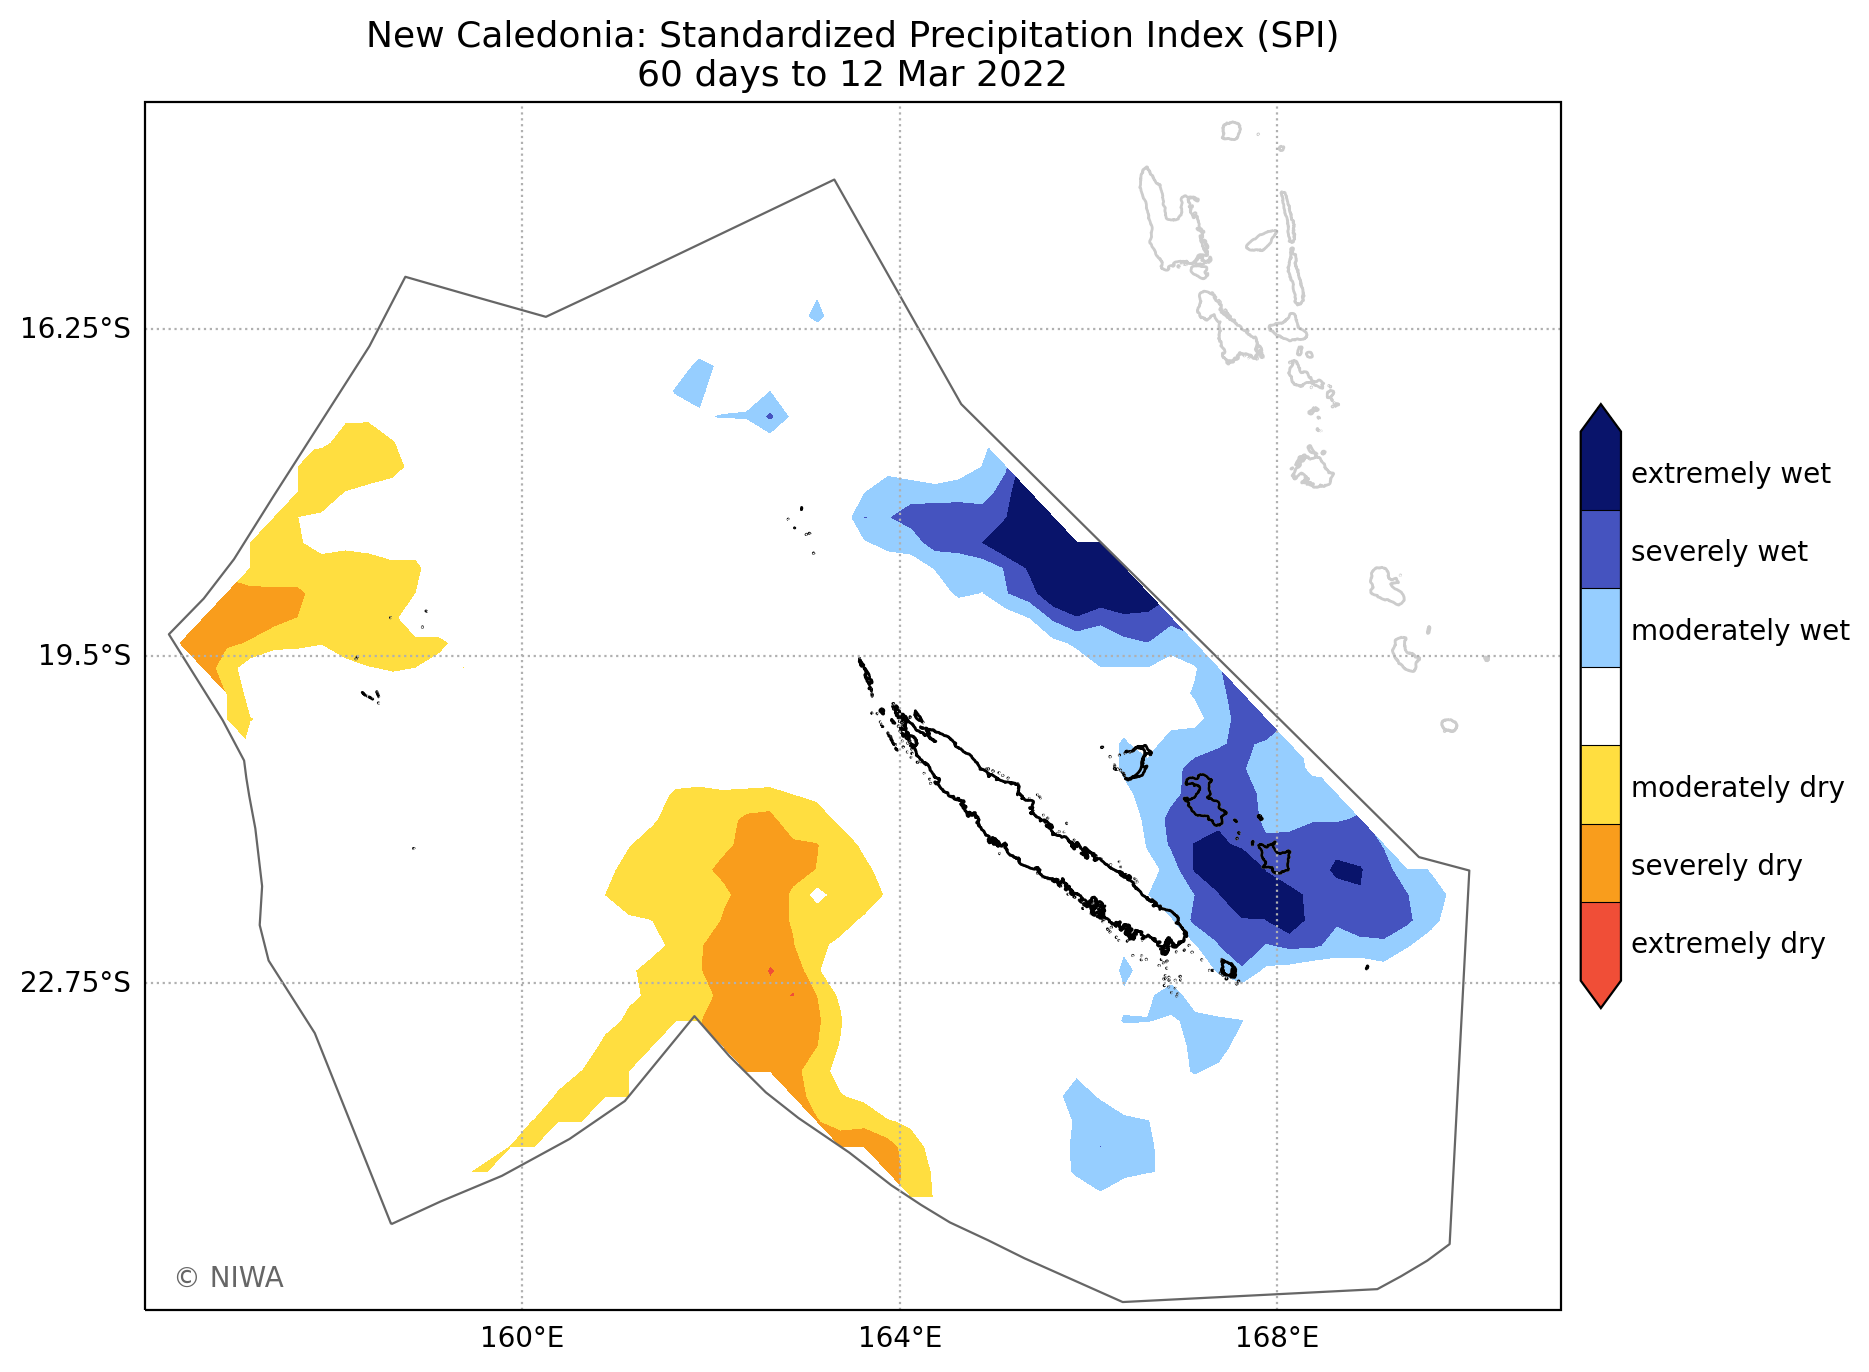 New Caledonia: Standardized Precipitation Index (SPI)
60 days to 12 Mar 2022
16.25°S
19.5°S
22.75°S
160°E
164°E
168°E
extremely wet
severely wet
moderately wet
moderately dry
severely dry
extremely dry
© NIWA